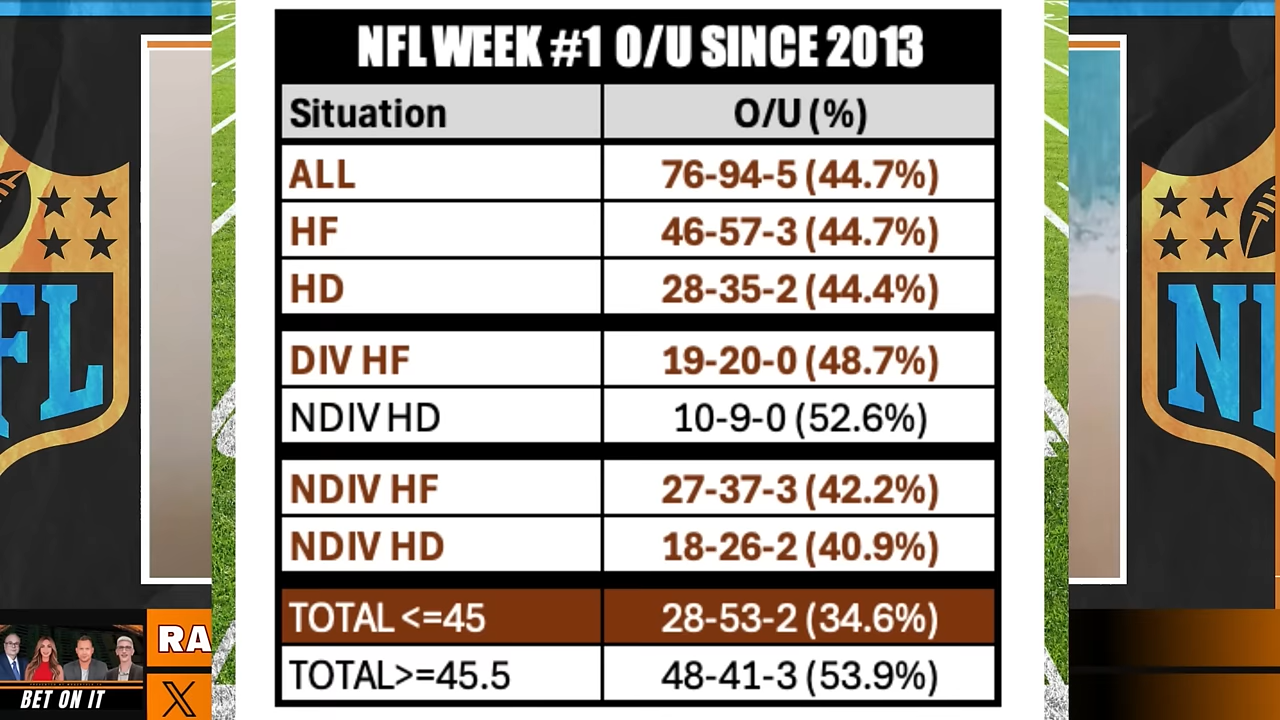 NFL WEEK #1 O/U SINCE 2013
Situation O/U (%)
ALL 76-94-5 (44.7%)
HF 46-57-3 (44.7%)
HD 28-35-2 (44.4%)
DIV HF 19-20-0 (48.7%)
NDIV HD 10-9-0 (52.6%)
NDIV HF 27-37-3 (42.2%)
NDIV HD 18-26-2 (40.9%)
TOTAL <=45 28-53-2 (34.6%)
TOTAL>=45.5 48-41-3 (53.9%)
FL
N
RA
BET ON IT
X